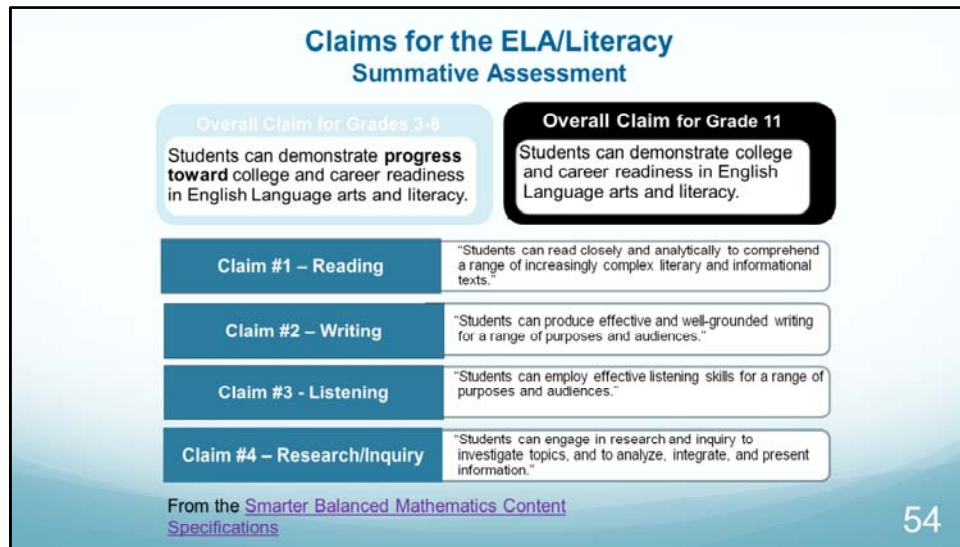 Claims for the ELA/Literacy
Summative Assessment
Overall Claim for Grades 3-8
Students can demonstrate progress
toward college and career readiness
in English Language arts and literacy.
Overall Claim for Grade 11
Students can demonstrate college
and career readiness in English
Language arts and literacy.
Claim #1 – Reading
"Students can read closely and analytically to comprehend
a range of increasingly complex literary and informational
texts."
Claim #2 – Writing
"Students can produce effective and well-grounded writing
for a range of purposes and audiences."
Claim #3 - Listening
"Students can employ effective listening skills for a range of
purposes and audiences."
Claim #4 – Research/Inquiry
"Students can engage in research and inquiry to
investigate topics, and to analyze, integrate, and present
information."
From the Smarter Balanced Mathematics Content
Specifications
54